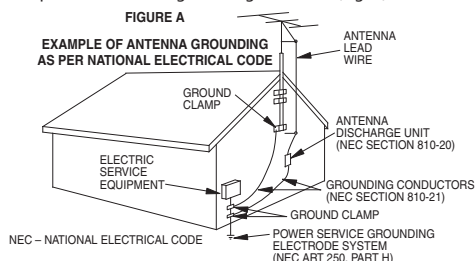 FIGURE A
EXAMPLE OF ANTENNA GROUNDING
AS PER NATIONAL ELECTRICAL CODE
ANTENNA
LEAD
WIRE
GROUND
CLAMP
ANTENNA
DISCHARGE UNIT
(NEC SECTION 810-20)
ELECTRIC
SERVICE
EQUIPMENT
GROUNDING CONDUCTORS
(NEC SECTION 810-21)
GROUND CLAMP
NEC – NATIONAL ELECTRICAL CODE
POWER SERVICE GROUNDING
ELECTRODE SYSTEM
(NEC ART 250, PART H)